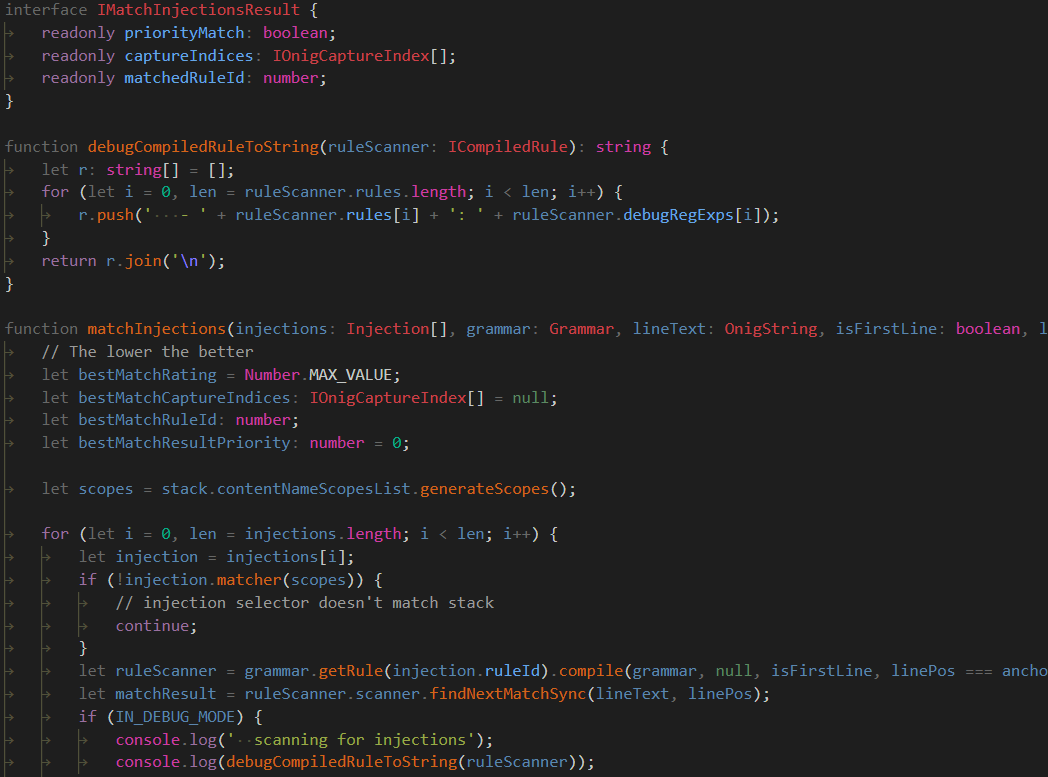 interface IMatchInjectionsResult {
    readonly priorityMatch: boolean;
    readonly captureIndices: IOnigCaptureIndex[];
    readonly matchedRuleId: number;
}

function debugCompiledRuleToString(ruleScanner: ICompiledRule): string {
    let r: string[] = [];
    for (let i = 0, len = ruleScanner.rules.length; i < len; i++) {
        r.push('   - ' + ruleScanner.rules[i] + ': ' + ruleScanner.debugRegExps[i]);
    }
    return r.join('\n');
}

function matchInjections(injections: Injection[], grammar: Grammar, lineText: OnigString, isFirstLine: boolean, l
    // The lower the better
    let bestMatchRating = Number.MAX_VALUE;
    let bestMatchCaptureIndices: IOnigCaptureIndex[] = null;
    let bestMatchRuleId: number;
    let bestMatchResultPriority: number = 0;

    let scopes = stack.contentNameScopesList.generateScopes();

    for (let i = 0, len = injections.length; i < len; i++) {
        let injection = injections[i];
        if (!injection.matcher(scopes)) {
            // injection selector doesn't match stack
            continue;
        }
        let ruleScanner = grammar.getRule(injection.ruleId).compile(grammar, null, isFirstLine, linePos === ancho
        let matchResult = ruleScanner.scanner.findNextMatchSync(lineText, linePos);
        if (IN_DEBUG_MODE) {
            console.log('  scanning for injections');
            console.log(debugCompiledRuleToString(ruleScanner));